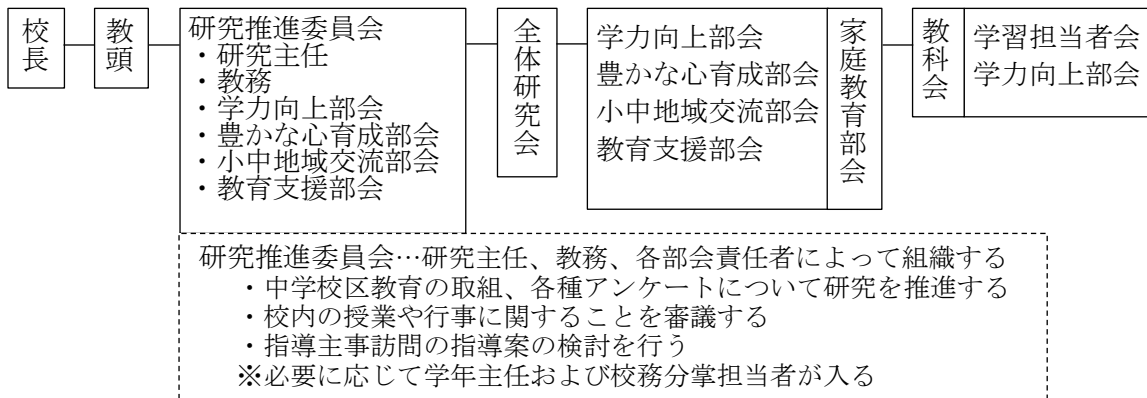 校長
教頭
研究推進委員会
・研究主任
・教務
・学力向上部会
・豊かな心育成部会
・小中地域交流部会
・教育支援部会
全体研究会
学力向上部会
豊かな心育成部会
小中地域交流部会
教育支援部会
家庭教育部会
教科会
学習担当者会
学力向上部会
研究推進委員会…研究主任、教務、各部会責任者によって組織する
・中学校区教育の取組、各種アンケートについて研究を推進する
・校内の授業や行事に関することを審議する
・指導主事訪問の指導案の検討を行う
※必要に応じて学年主任および校務分掌担当者が入る